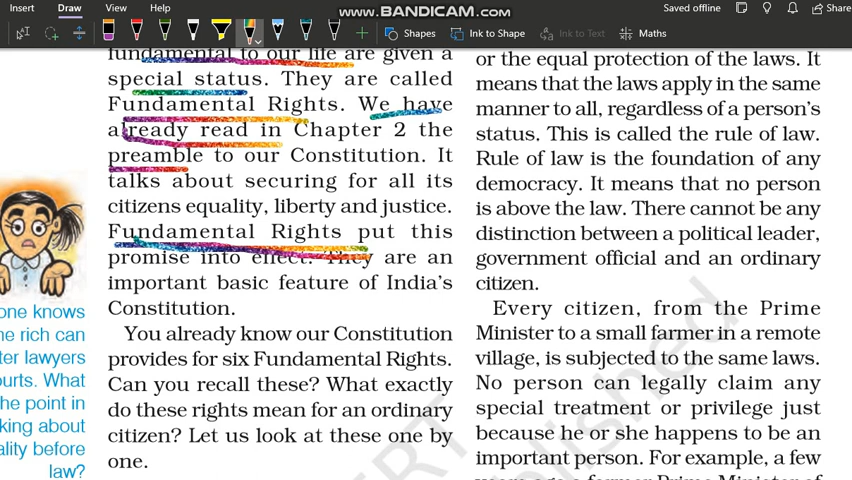 WWW.BANDICAM.COM
Saved offline
Insert
Draw
View
Help
Share
Shapes
Ink to Shape
Ink to Text
Maths
fundamental to our life are given a
special status. They are called
Fundamental Rights. We have
already read in Chapter 2 the
preamble to our Constitution. It
talks about securing for all its
citizens equality, liberty and justice.
Fundamental Rights put this
promise into effect. They are an
important basic feature of India's
Constitution.
You already know our Constitution
provides for six Fundamental Rights.
Can you recall these? What exactly
do these rights mean for an ordinary
citizen? Let us look at these one by
one.
one knows
rich can
lawyers
What
the point in
about
before
law?
or the equal protection of the laws. It
means that the laws apply in the same
manner to all, regardless of a person's
status. This is called the rule of law.
Rule of law is the foundation of any
democracy. It means that no person
is above the law. There cannot be any
distinction between a political leader,
government official and an ordinary
citizen.
Every citizen, from the Prime
Minister to a small farmer in a remote
village, is subjected to the same laws.
No person can legally claim any
special treatment or privilege just
because he or she happens to be an
important person. For example, a few
years ago a former Prime Minister of